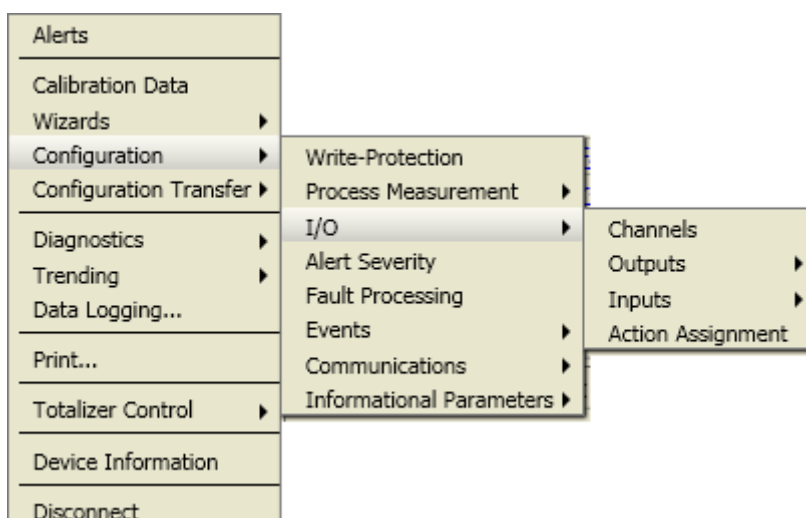 Alerts
Calibration Data
Wizards
Configuration
Configuration Transfer
Diagnostics
Trending
Data Logging...
Print...
Totalizer Control
Device Information
Disconnect
Write-Protection
Process Measurement
I/O
Alert Severity
Fault Processing
Events
Communications
Informational Parameters
Channels
Outputs
Inputs
Action Assignment